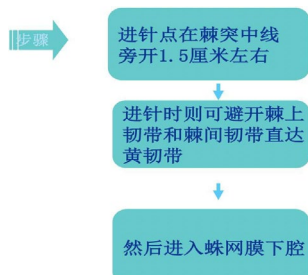 步骤
进针点在棘突中线
旁开1.5厘米左右
进针时则可避开棘上
韧带和棘间韧带直达
黄韧带
然后进入蛛网膜下腔